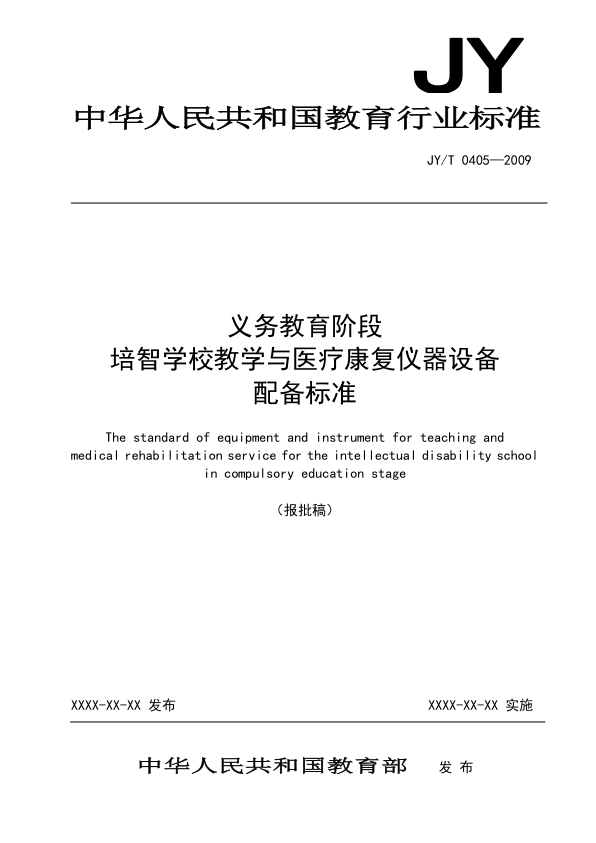 JY
中华人民共和国教育行业标准
JY/T 0405—2009
义务教育阶段
培智学校教学与医疗康复仪器设备
配备标准
The standard of equipment and instrument for teaching and
medical rehabilitation service for the intellectual disability school
in compulsory education stage
（报批稿）
XXXX-XX-XX 发布 XXXX-XX-XX 实施
中华人民共和国教育部 发 布